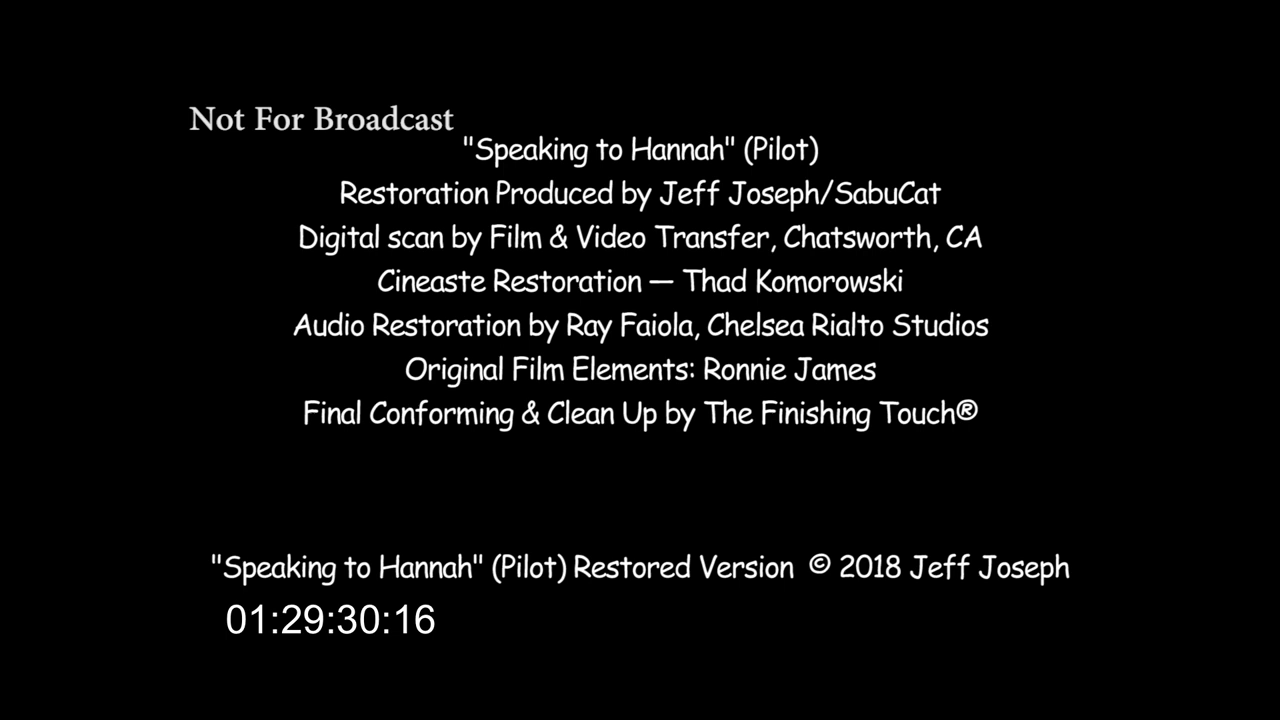 Not For Broadcast
"Speaking to Hannah" (Pilot)
Restoration Produced by Jeff Joseph/SabuCat
Digital scan by Film & Video Transfer, Chatsworth, CA
Cineaste Restoration — Thad Komorowski
Audio Restoration by Ray Faiola, Chelsea Rialto Studios
Original Film Elements: Ronnie James
Final Conforming & Clean Up by The Finishing Touch®
"Speaking to Hannah" (Pilot) Restored Version © 2018 Jeff Joseph
01:29:30:16